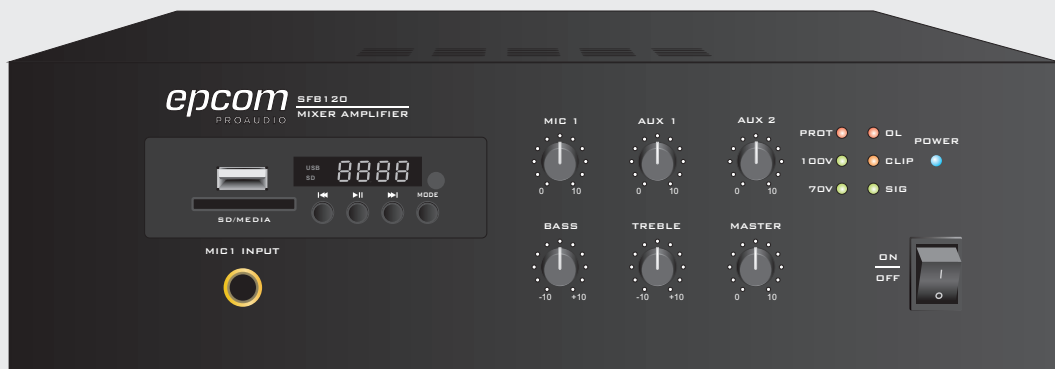 epcom
PROAUDIO
SFB120
MIXER AMPLIFIER
USB
SD
8888
MODE
SD/MEDIA
MIC1 INPUT
MIC 1
0 10
AUX 1
0 10
AUX 2
0 10
BASS
-10 +10
TREBLE
-10 +10
MASTER
0 10
PROT OL
100V CLIP
70V SIG
POWER
ON
OFF